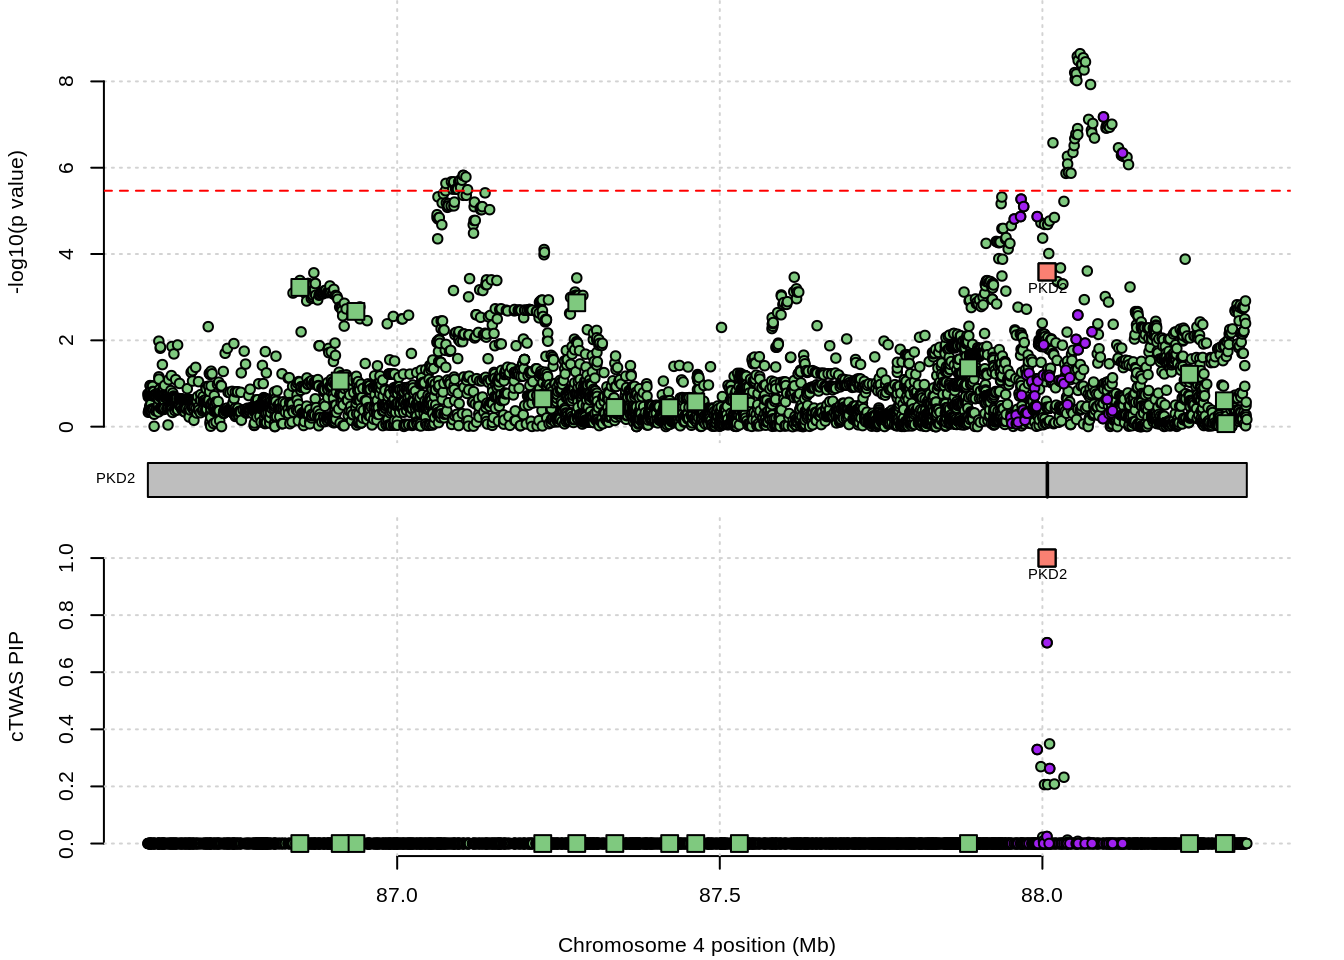 8
6
4
2
0
-log10(p value)
PKD2
PKD2
1.0
0.8
0.6
0.4
0.2
0.0
cTWAS PIP
PKD2
87.0 87.5 88.0
Chromosome 4 position (Mb)